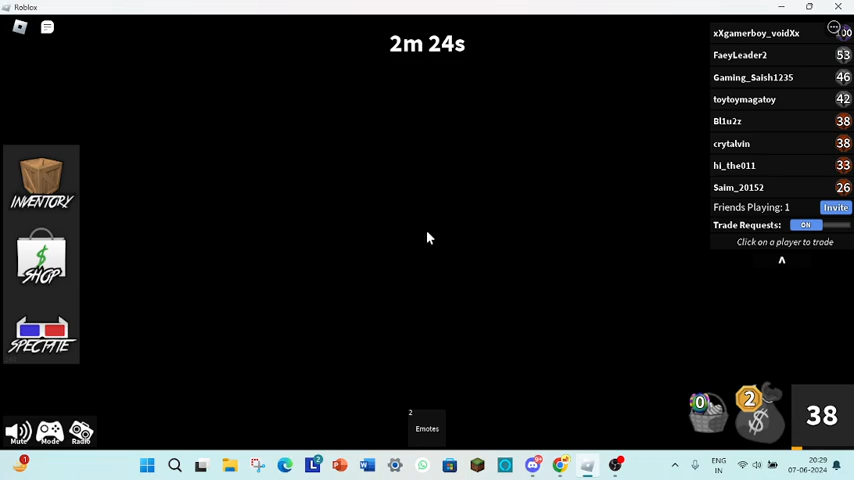 Roblox
2m 24s
xXgamerboy_voidXx
FaeyLeader2 53
Gaming_Saish1235 46
toytoymagatoy 42
Bl1u2z 38
crytalvin 38
hi_the011 33
Saim_20152 26
Friends Playing: 1 Invite
Trade Requests: ON
Click on a player to trade
INVENTORY
$
SHOP
SPECTATE
Mute Mode Radio
2
Emotes
0
2
$
38
ENG
IN
20:29
07-06-2024